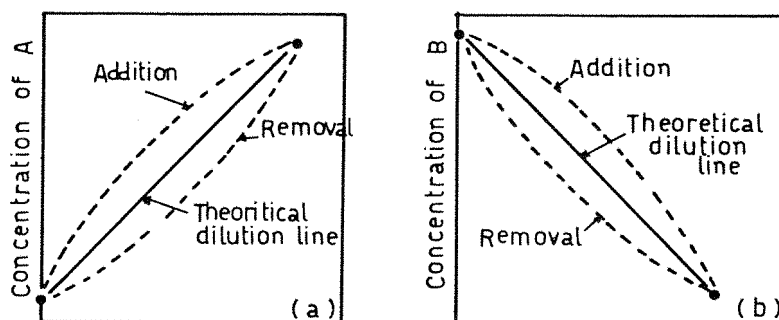 Concentration of A
Addition
Removal
Theoritical
dilution line
(a)
Concentration of B
Addition
Theoretical
dilution
line
Removal
(b)